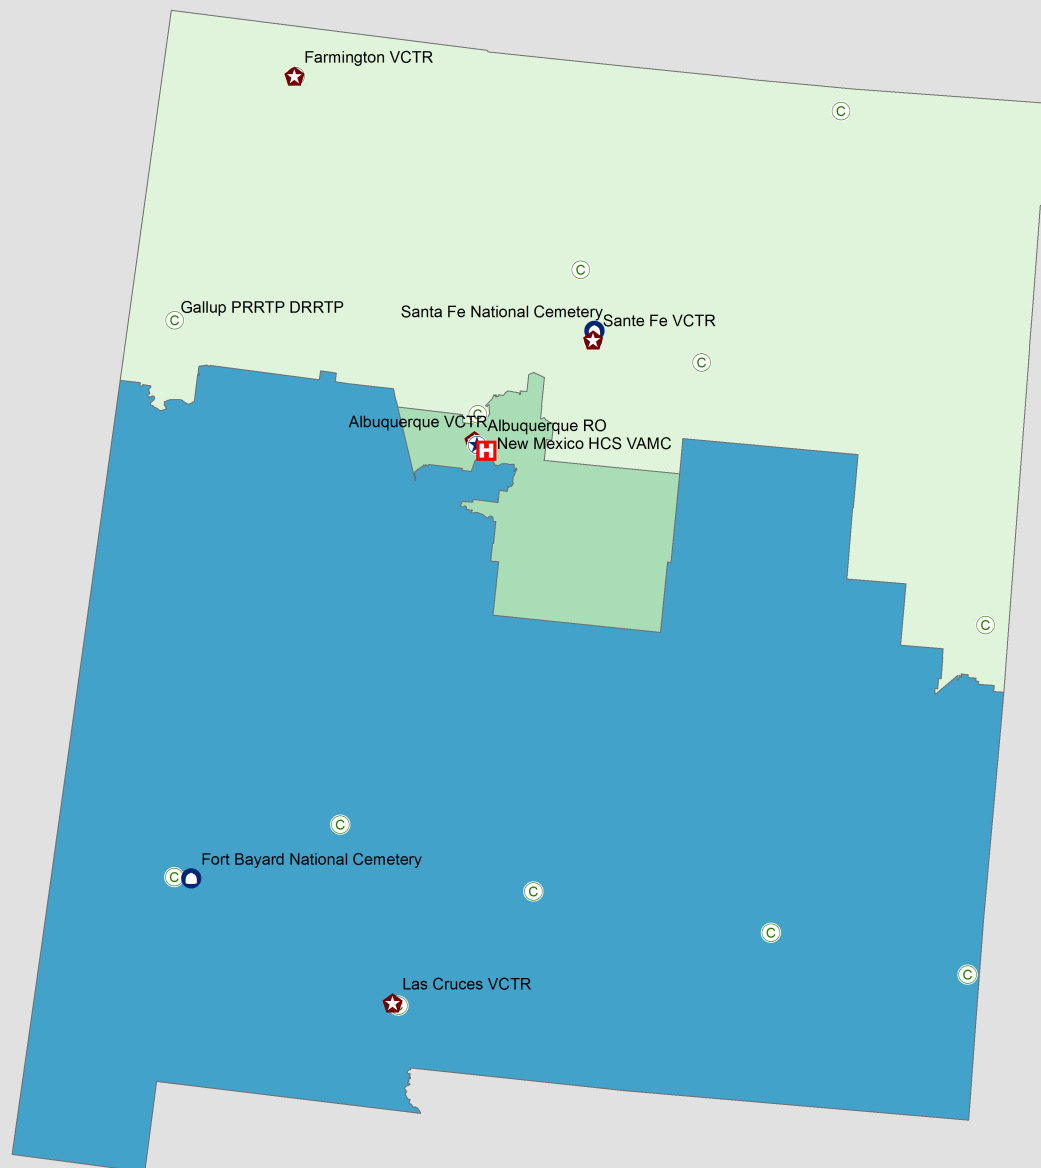 Farmington VCTR
C
C
Gallup PRRTP DRRTP
C
Santa Fe National Cemetery
Sante Fe VCTR
C
C
Albuquerque VCTR
Albuquerque RO
H
New Mexico HCS VAMC
C
C
Fort Bayard National Cemetery
C
C
C
C
Las Cruces VCTR